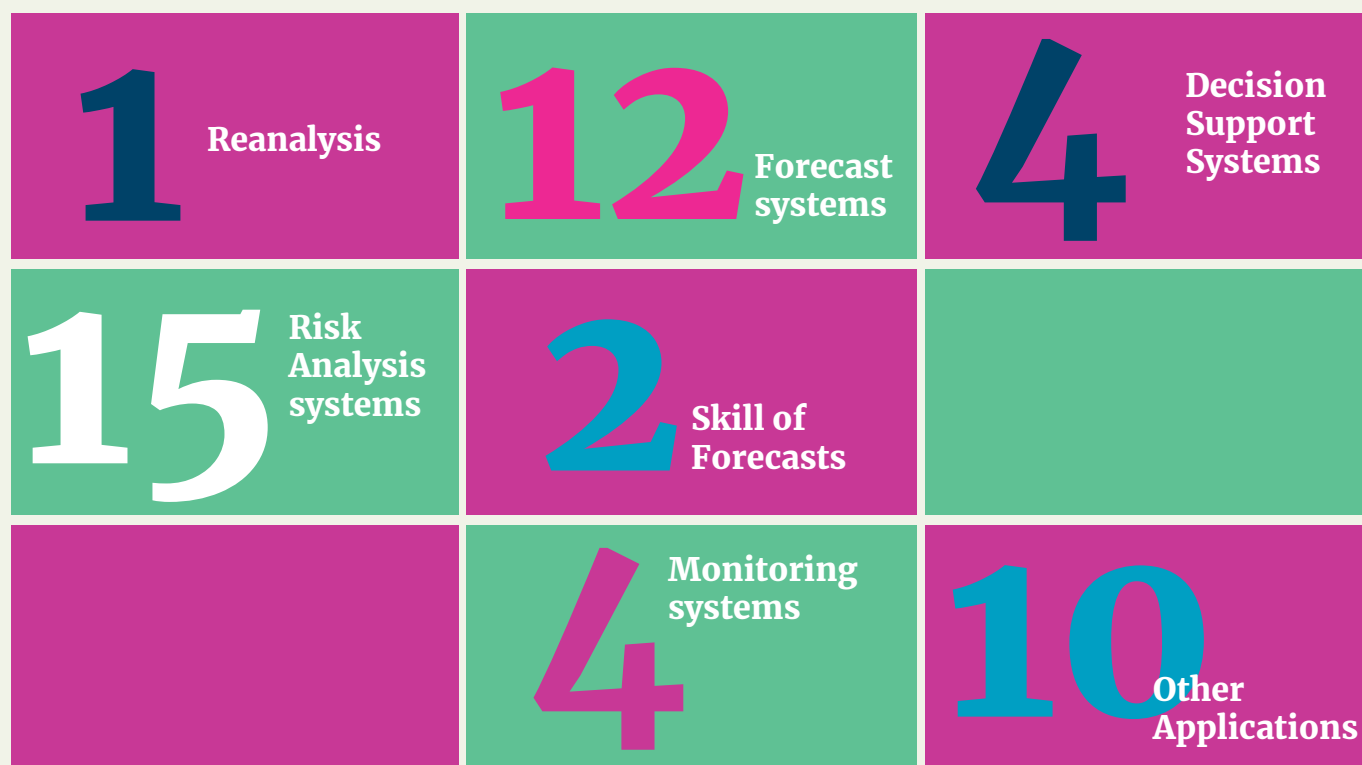 1
Reanalysis
12
Forecast
systems
4
Decision
Support
Systems
15
Risk
Analysis
systems
2
Skill of
Forecasts
4
Monitoring
systems
10
Other
Applications